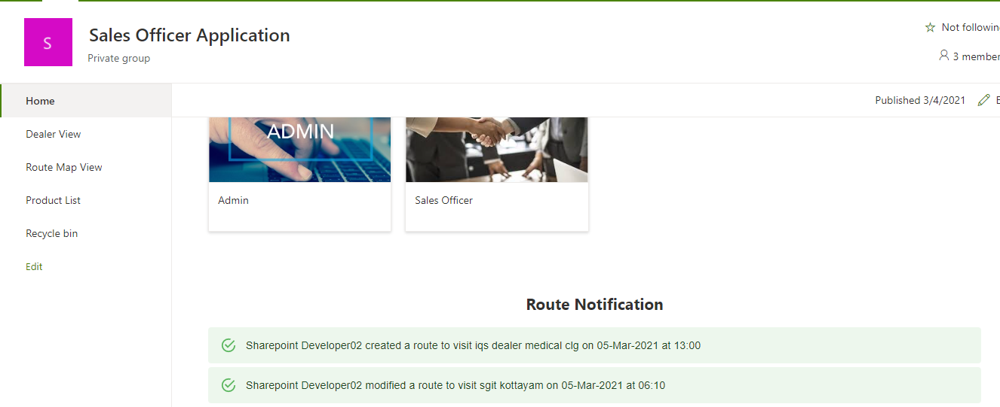 S
Sales Officer Application
Private group
Not followin
3 member
Home
Published 3/4/2021
E
Dealer View
Route Map View
Product List
Recycle bin
Edit
ADMIN
Admin
Sales Officer
Route Notification
Sharepoint Developer02 created a route to visit iqs dealer medical clg on 05-Mar-2021 at 13:00
Sharepoint Developer02 modified a route to visit sgit kottayam on 05-Mar-2021 at 06:10